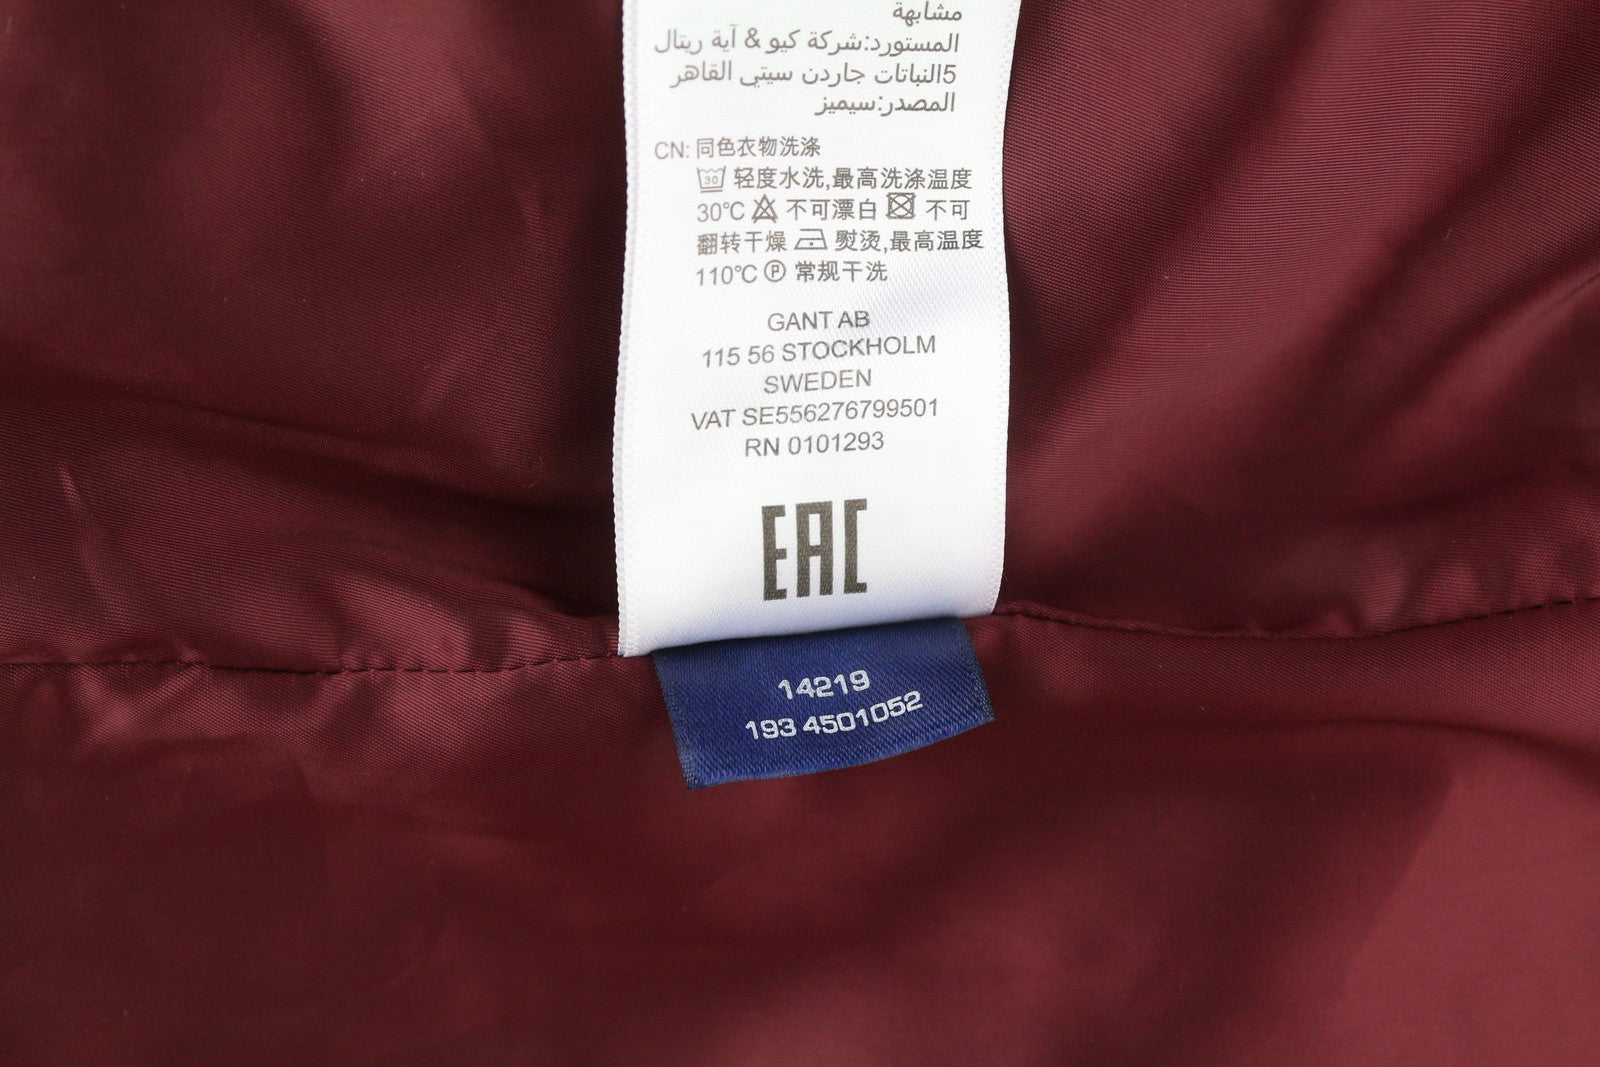 مشابهة
المستورد:شركة كيو & آية ريتال
5النباتات جاردن سيتي القاهر
المصدر:سيميز
CN: 同色衣物洗涤
30 轻度水洗,最高洗涤温度
30℃ 不可漂白 不可
翻转干燥 熨烫,最高温度
110℃ Ⓟ 常规干洗
GANT AB
115 56 STOCKHOLM
SWEDEN
VAT SE556276799501
RN 0101293
EAC
14219
193 4501052